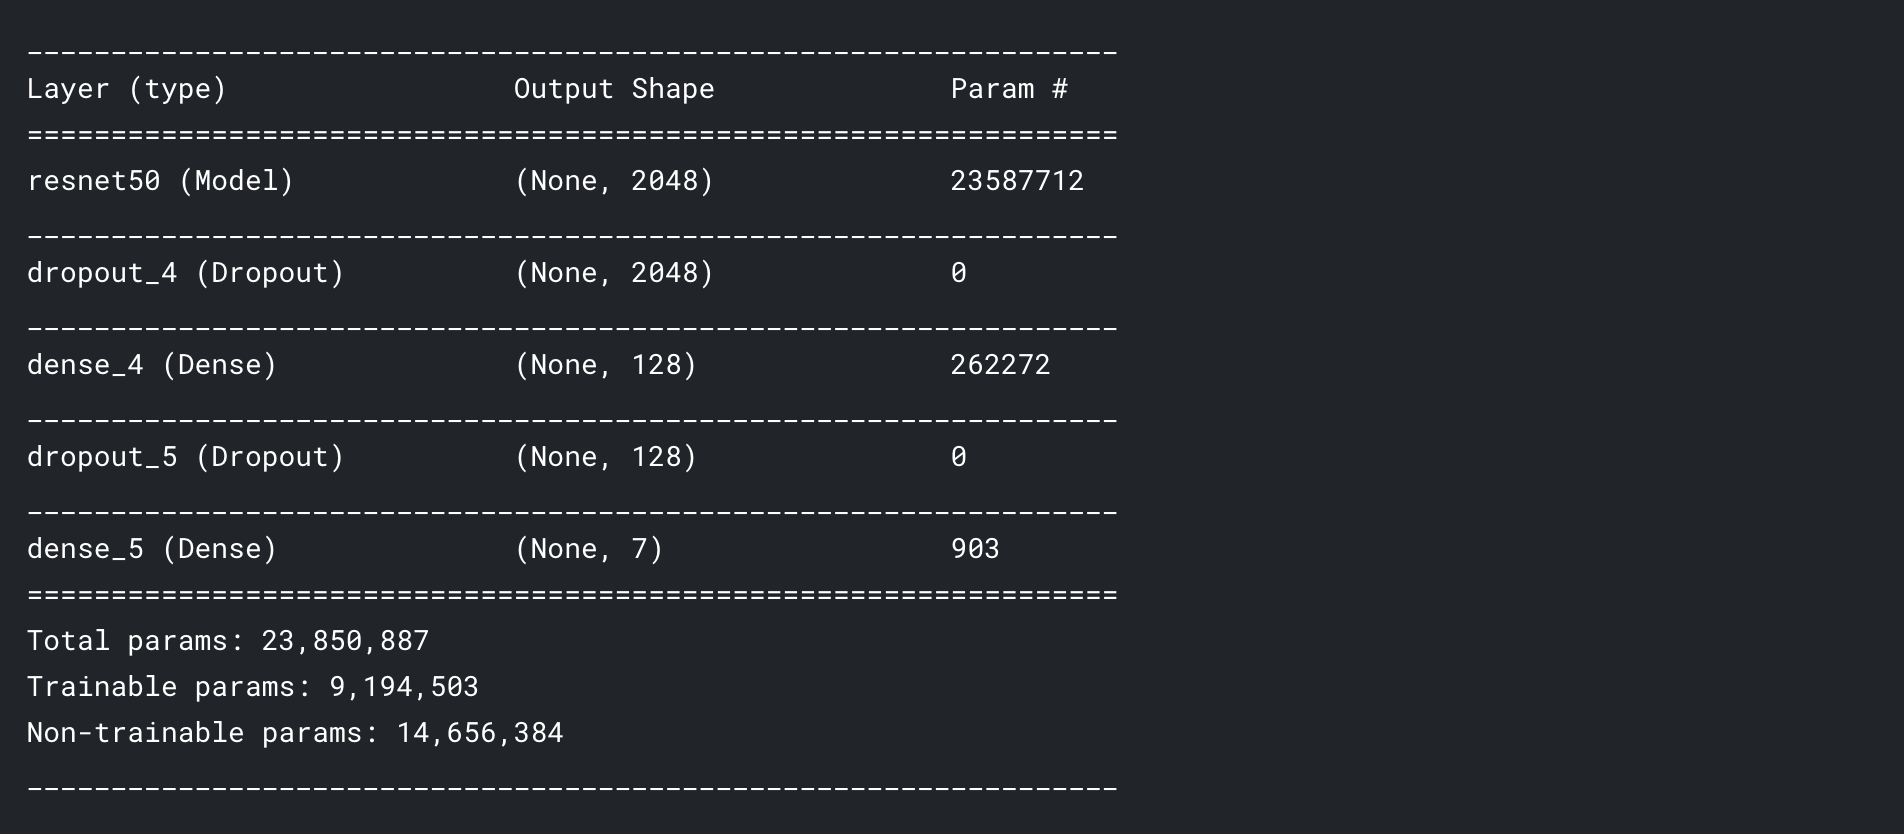 _________________________________________________________________
Layer (type)                 Output Shape              Param #
=================================================================
resnet50 (Model)             (None, 2048)              23587712
_________________________________________________________________
dropout_4 (Dropout)          (None, 2048)              0
_________________________________________________________________
dense_4 (Dense)              (None, 128)               262272
_________________________________________________________________
dropout_5 (Dropout)          (None, 128)               0
_________________________________________________________________
dense_5 (Dense)              (None, 7)                 903
=================================================================
Total params: 23,850,887
Trainable params: 9,194,503
Non-trainable params: 14,656,384
_________________________________________________________________